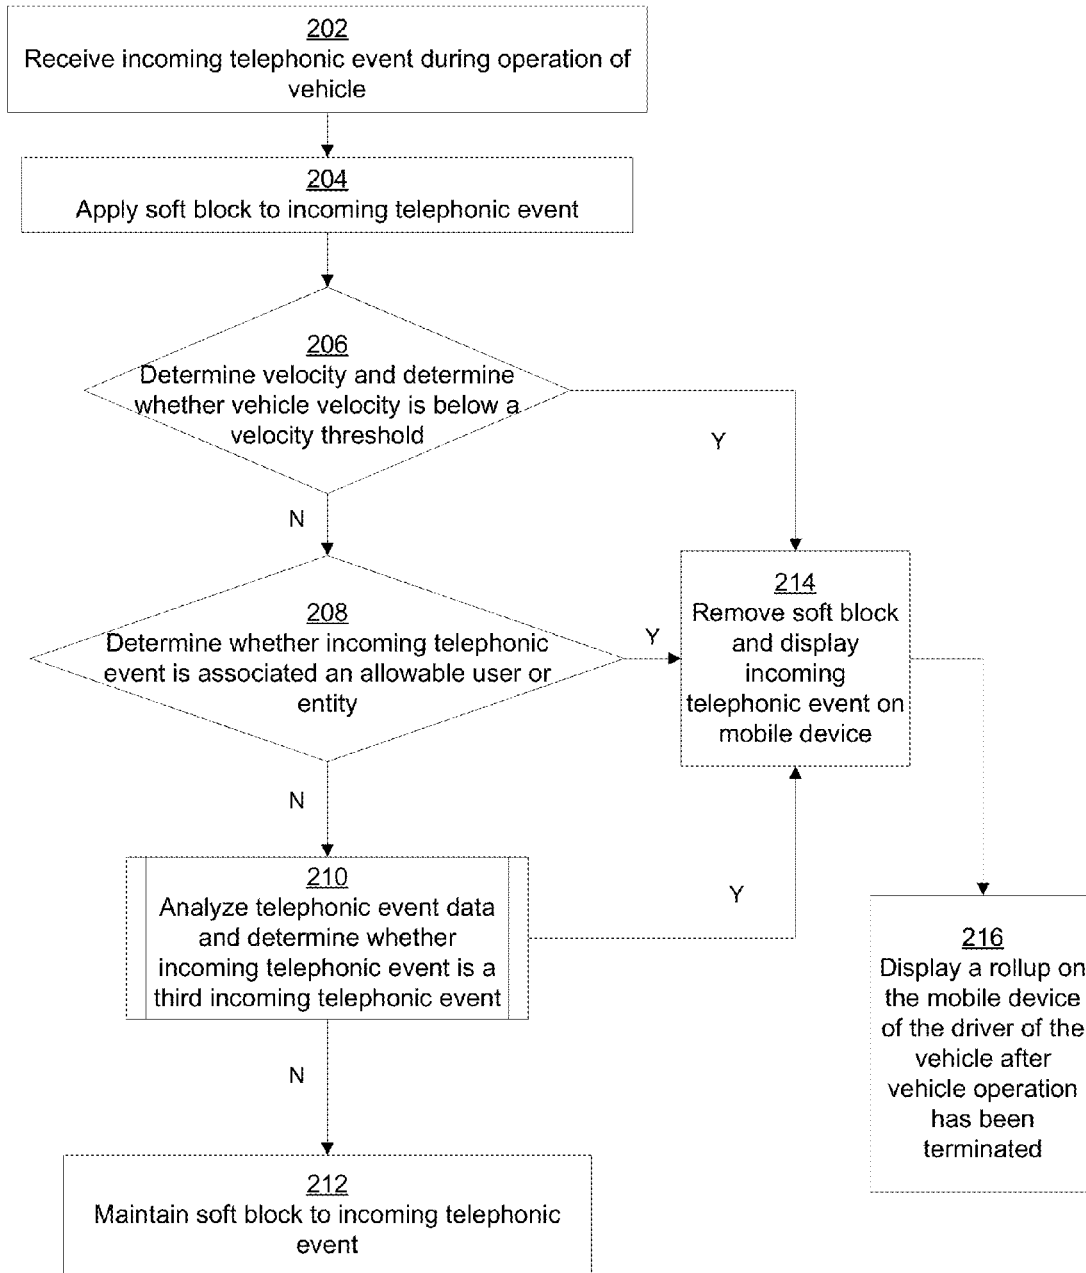 202
Receive incoming telephonic event during operation of
vehicle
204
Apply soft block to incoming telephonic event
206
Determine velocity and determine
whether vehicle velocity is below a
velocity threshold
Y
N
208
Determine whether incoming telephonic
event is associated an allowable user or
entity
Y
214
Remove soft block
and display
incoming
telephonic event on
mobile device
N
210
Analyze telephonic event data
and determine whether
incoming telephonic event is a
third incoming telephonic event
Y
216
Display a rollup on
the mobile device
of the driver of the
vehicle after
vehicle operation
has been
terminated
N
212
Maintain soft block to incoming telephonic
event